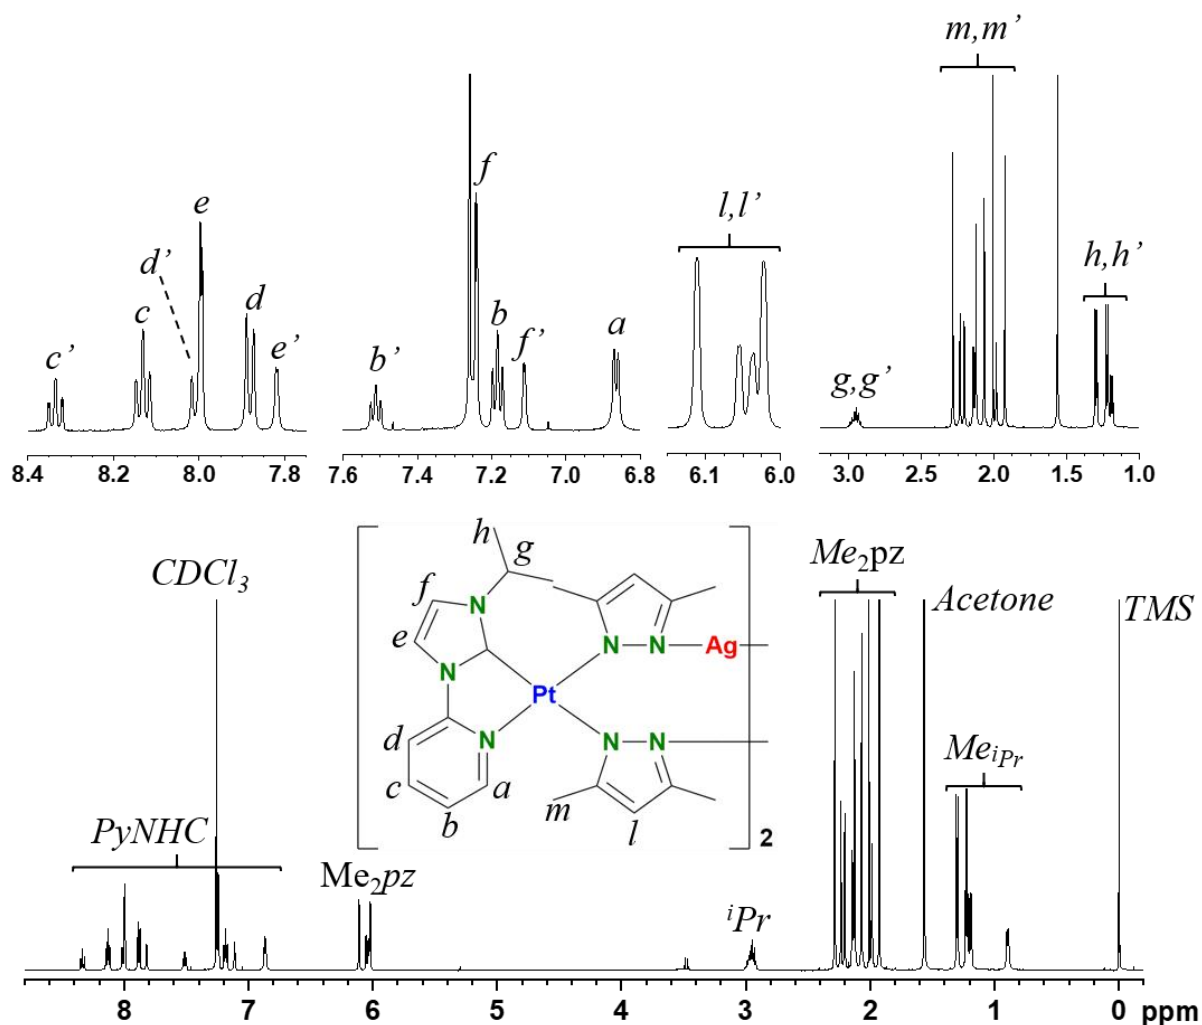 m,m’
f
e
l,l’
d’
c
d
h,h’
c’
e’
b’
b
f’
a
g,g’
8.4 8.2 8.0 7.8
7.6 7.4 7.2 7.0 6.8
6.1 6.0
3.0 2.5 2.0 1.5 1.0
h
g
f
N
e
N
N N Ag
Pt
d
N
N N
c
a
b
m
l
2
CDCl3
PyNHC
Me2pz
iPr
Me2pz
Acetone
TMS
MeiPr
8 7 6 5 4 3 2 1 0 ppm